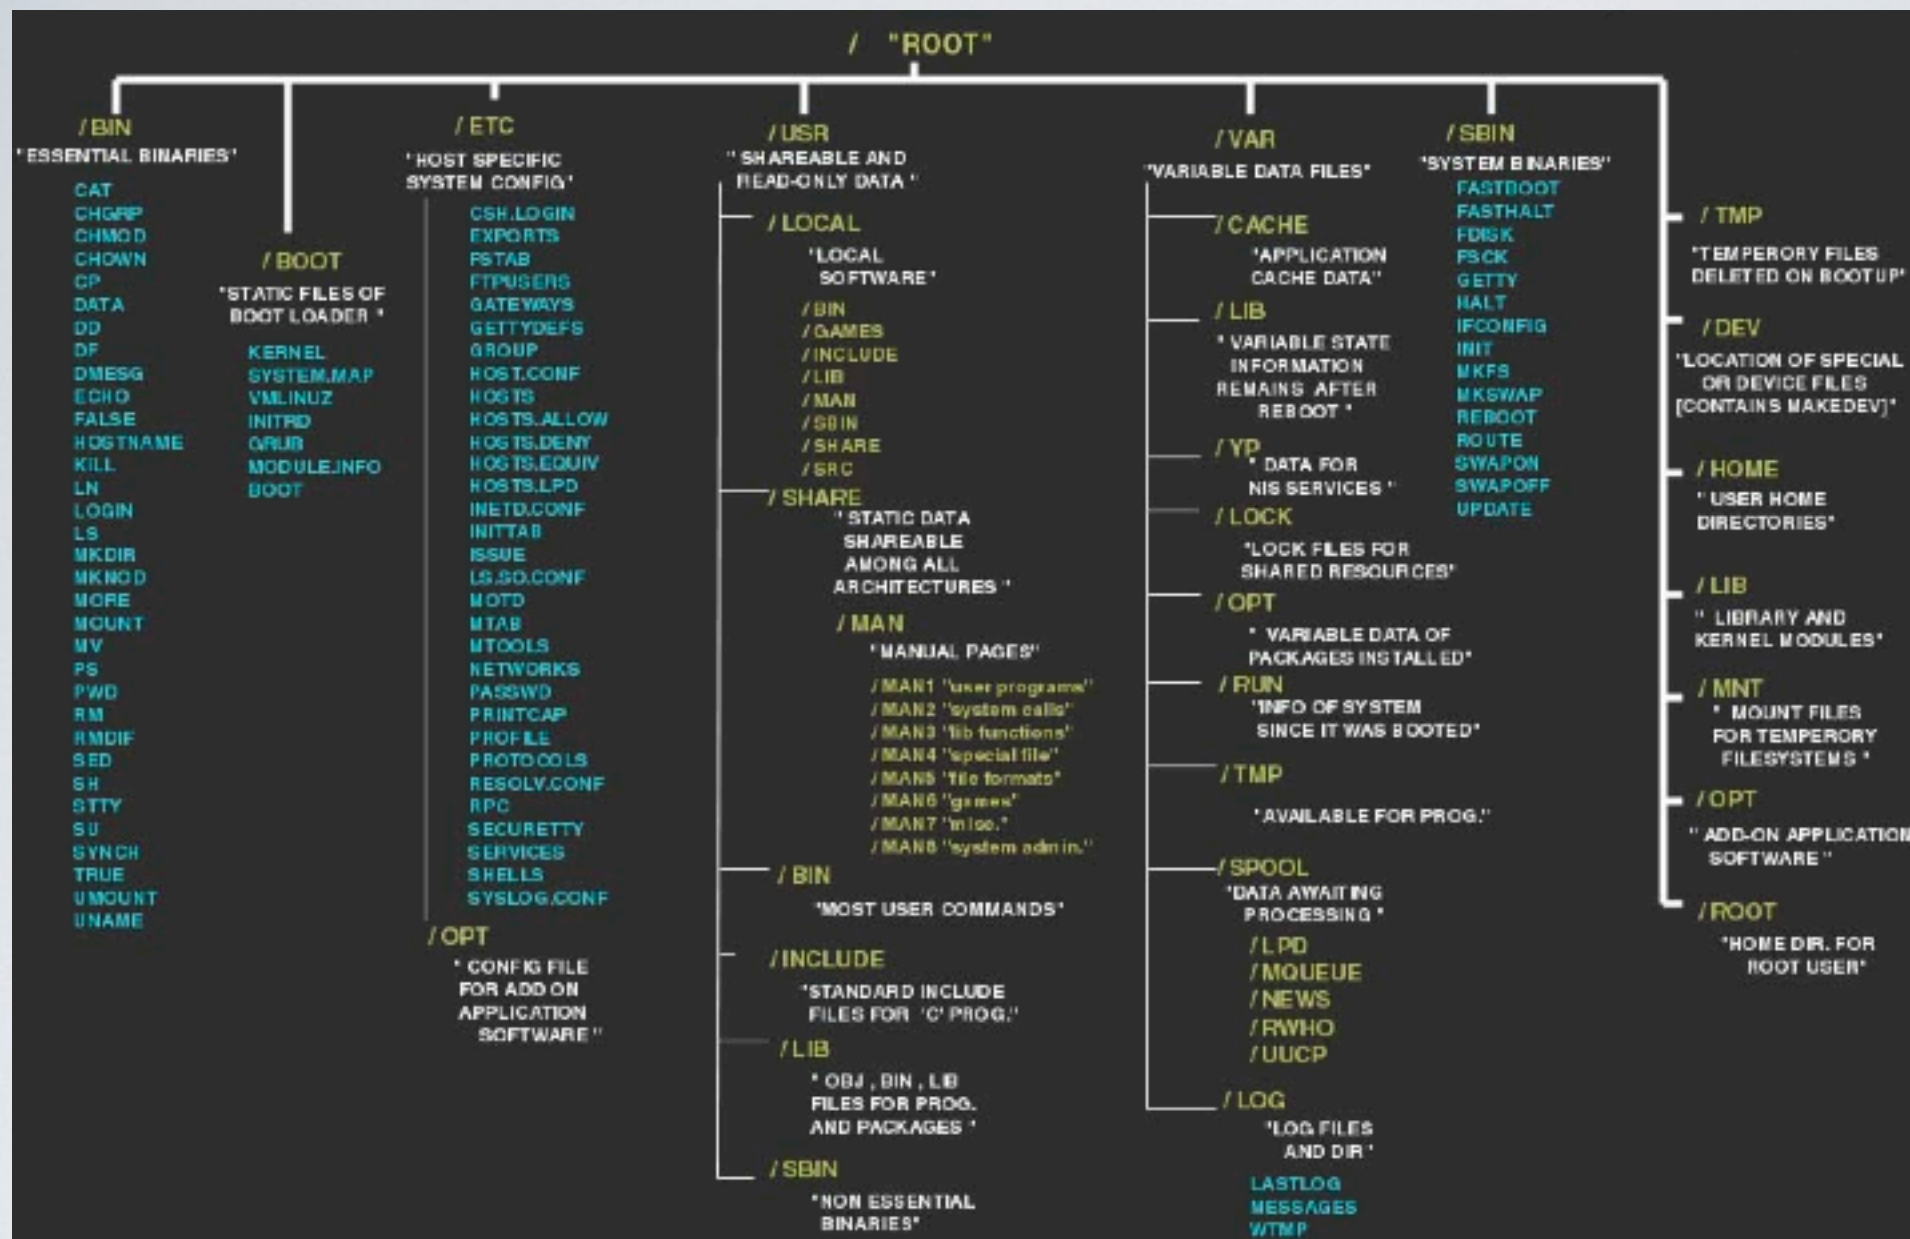 / "ROOT"
/BIN
"ESSENTIAL BINARIES"
CAT
CHGRP
CHMOD
CHOWN
CP
DATA
DD
DF
DMESG
ECHO
FALSE
HOSTNAME
KILL
LN
LOGIN
LS
MKDIR
MKNOD
MORE
MOUNT
MV
PS
PWD
RM
RMDIF
SED
SH
STTY
SU
SYNCH
TRUE
UMOUNT
UNAME
/BOOT
"STATIC FILES OF
BOOT LOADER "
KERNEL
SYSTEM.MAP
VMLINUZ
INITRD
GRUB
MODULE.INFO
BOOT
/ETC
"HOST SPECIFIC
SYSTEM CONFIG"
CSH.LOGIN
EXPORTS
FSTAB
FTPUSERS
GATEWAYS
GETTYDEFS
GROUP
HOST.CONF
HOSTS
HOSTS.ALLOW
HOSTS.DENY
HOSTS.EQUIV
HOSTS.LPD
INETD.CONF
INITTAB
ISSUE
LS.SO.CONF
MOTD
MTAB
MTOOLS
NETWORKS
PASSWD
PRINTCAP
PROFILE
PROTOCOLS
RESOLV.CONF
RPC
SECURETTY
SERVICES
SHELLS
SYSLOG.CONF
/OPT
" CONFIG FILE
FOR ADD ON
APPLICATION
SOFTWARE "
/USR
" SHAREABLE AND
READ-ONLY DATA "
/LOCAL
"LOCAL
SOFTWARE"
/BIN
/GAMES
/INCLUDE
/LIB
/MAN
/SBIN
/SHARE
/SRC
/SHARE
" STATIC DATA
SHAREABLE
AMONG ALL
ARCHITECTURES "
/MAN
"MANUAL PAGES"
/MAN1 "user programs"
/MAN2 "system calls"
/MAN3 "lib functions"
/MAN4 "special file"
/MAN5 "file formats"
/MAN6 "games"
/MAN7 "misc."
/MAN8 "system admin."
/BIN
"MOST USER COMMANDS"
/INCLUDE
"STANDARD INCLUDE
FILES FOR 'C' PROG."
/LIB
" OBJ , BIN , LIB
FILES FOR PROG.
AND PACKAGES "
/SBIN
"NON ESSENTIAL
BINARIES"
/VAR
"VARIABLE DATA FILES"
/CACHE
"APPLICATION
CACHE DATA"
/LIB
" VARIABLE STATE
INFORMATION
REMAINS AFTER
REBOOT "
/YP
" DATA FOR
NIS SERVICES "
/LOCK
"LOCK FILES FOR
SHARED RESOURCES"
/OPT
" VARIABLE DATA OF
PACKAGES INSTALLED"
/RUN
"INFO OF SYSTEM
SINCE IT WAS BOOTED"
/TMP
"AVAILABLE FOR PROG."
/SPOOL
"DATA AWAITING
PROCESSING "
/LPD
/MQUEUE
/NEWS
/RWHO
/UUCP
/LOG
"LOG FILES
AND DIR "
LASTLOG
MESSAGES
WTMP
/SBIN
"SYSTEM BINARIES"
FASTBOOT
FASTHALT
FDISK
FSCK
GETTY
HALT
IFCONFIG
INIT
MKFS
MKSWAP
REBOOT
ROUTE
SWAPON
SWAPOFF
UPDATE
/TMP
"TEMPERORY FILES
DELETED ON BOOTUP"
/DEV
"LOCATION OF SPECIAL
OR DEVICE FILES
[CONTAINS MAKEDEV]"
/HOME
" USER HOME
DIRECTORIES"
/LIB
" LIBRARY AND
KERNEL MODULES"
/MNT
" MOUNT FILES
FOR TEMPERORY
FILESYSTEMS "
/OPT
" ADD-ON APPLICATION
SOFTWARE "
/ROOT
"HOME DIR. FOR
ROOT USER"